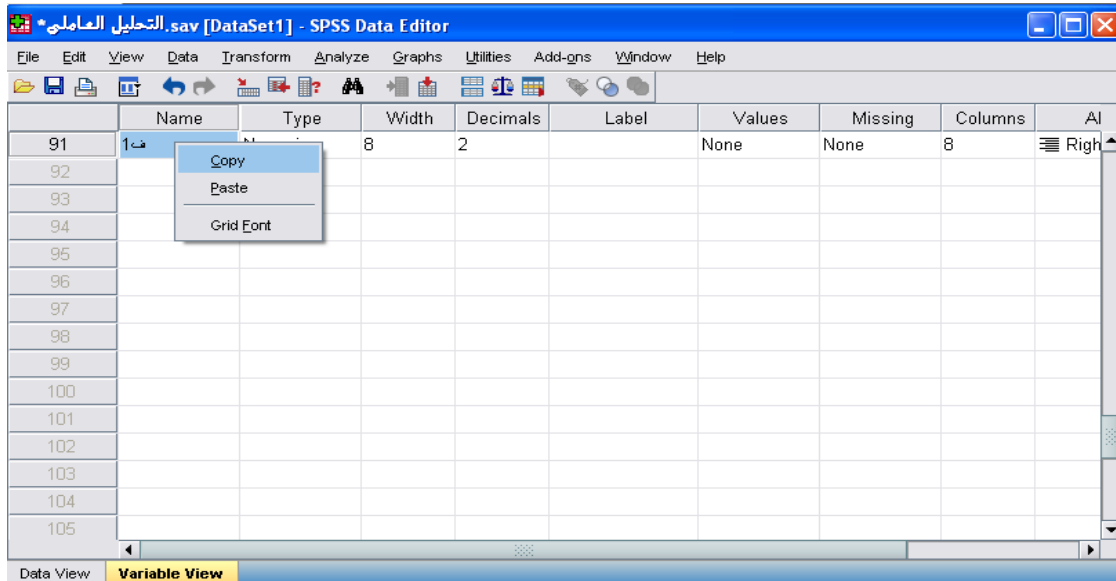 *التحليل العاملي.sav [DataSet1] - SPSS Data Editor
File Edit View Data Transform Analyze Graphs Utilities Add-ons Window Help
Name Type Width Decimals Label Values Missing Columns Al
91 ف1 8 2 None None 8 Righ
Copy
92
Paste
93
94 Grid Font
95
96
97
98
99
100
101
102
103
104
105
Data View Variable View